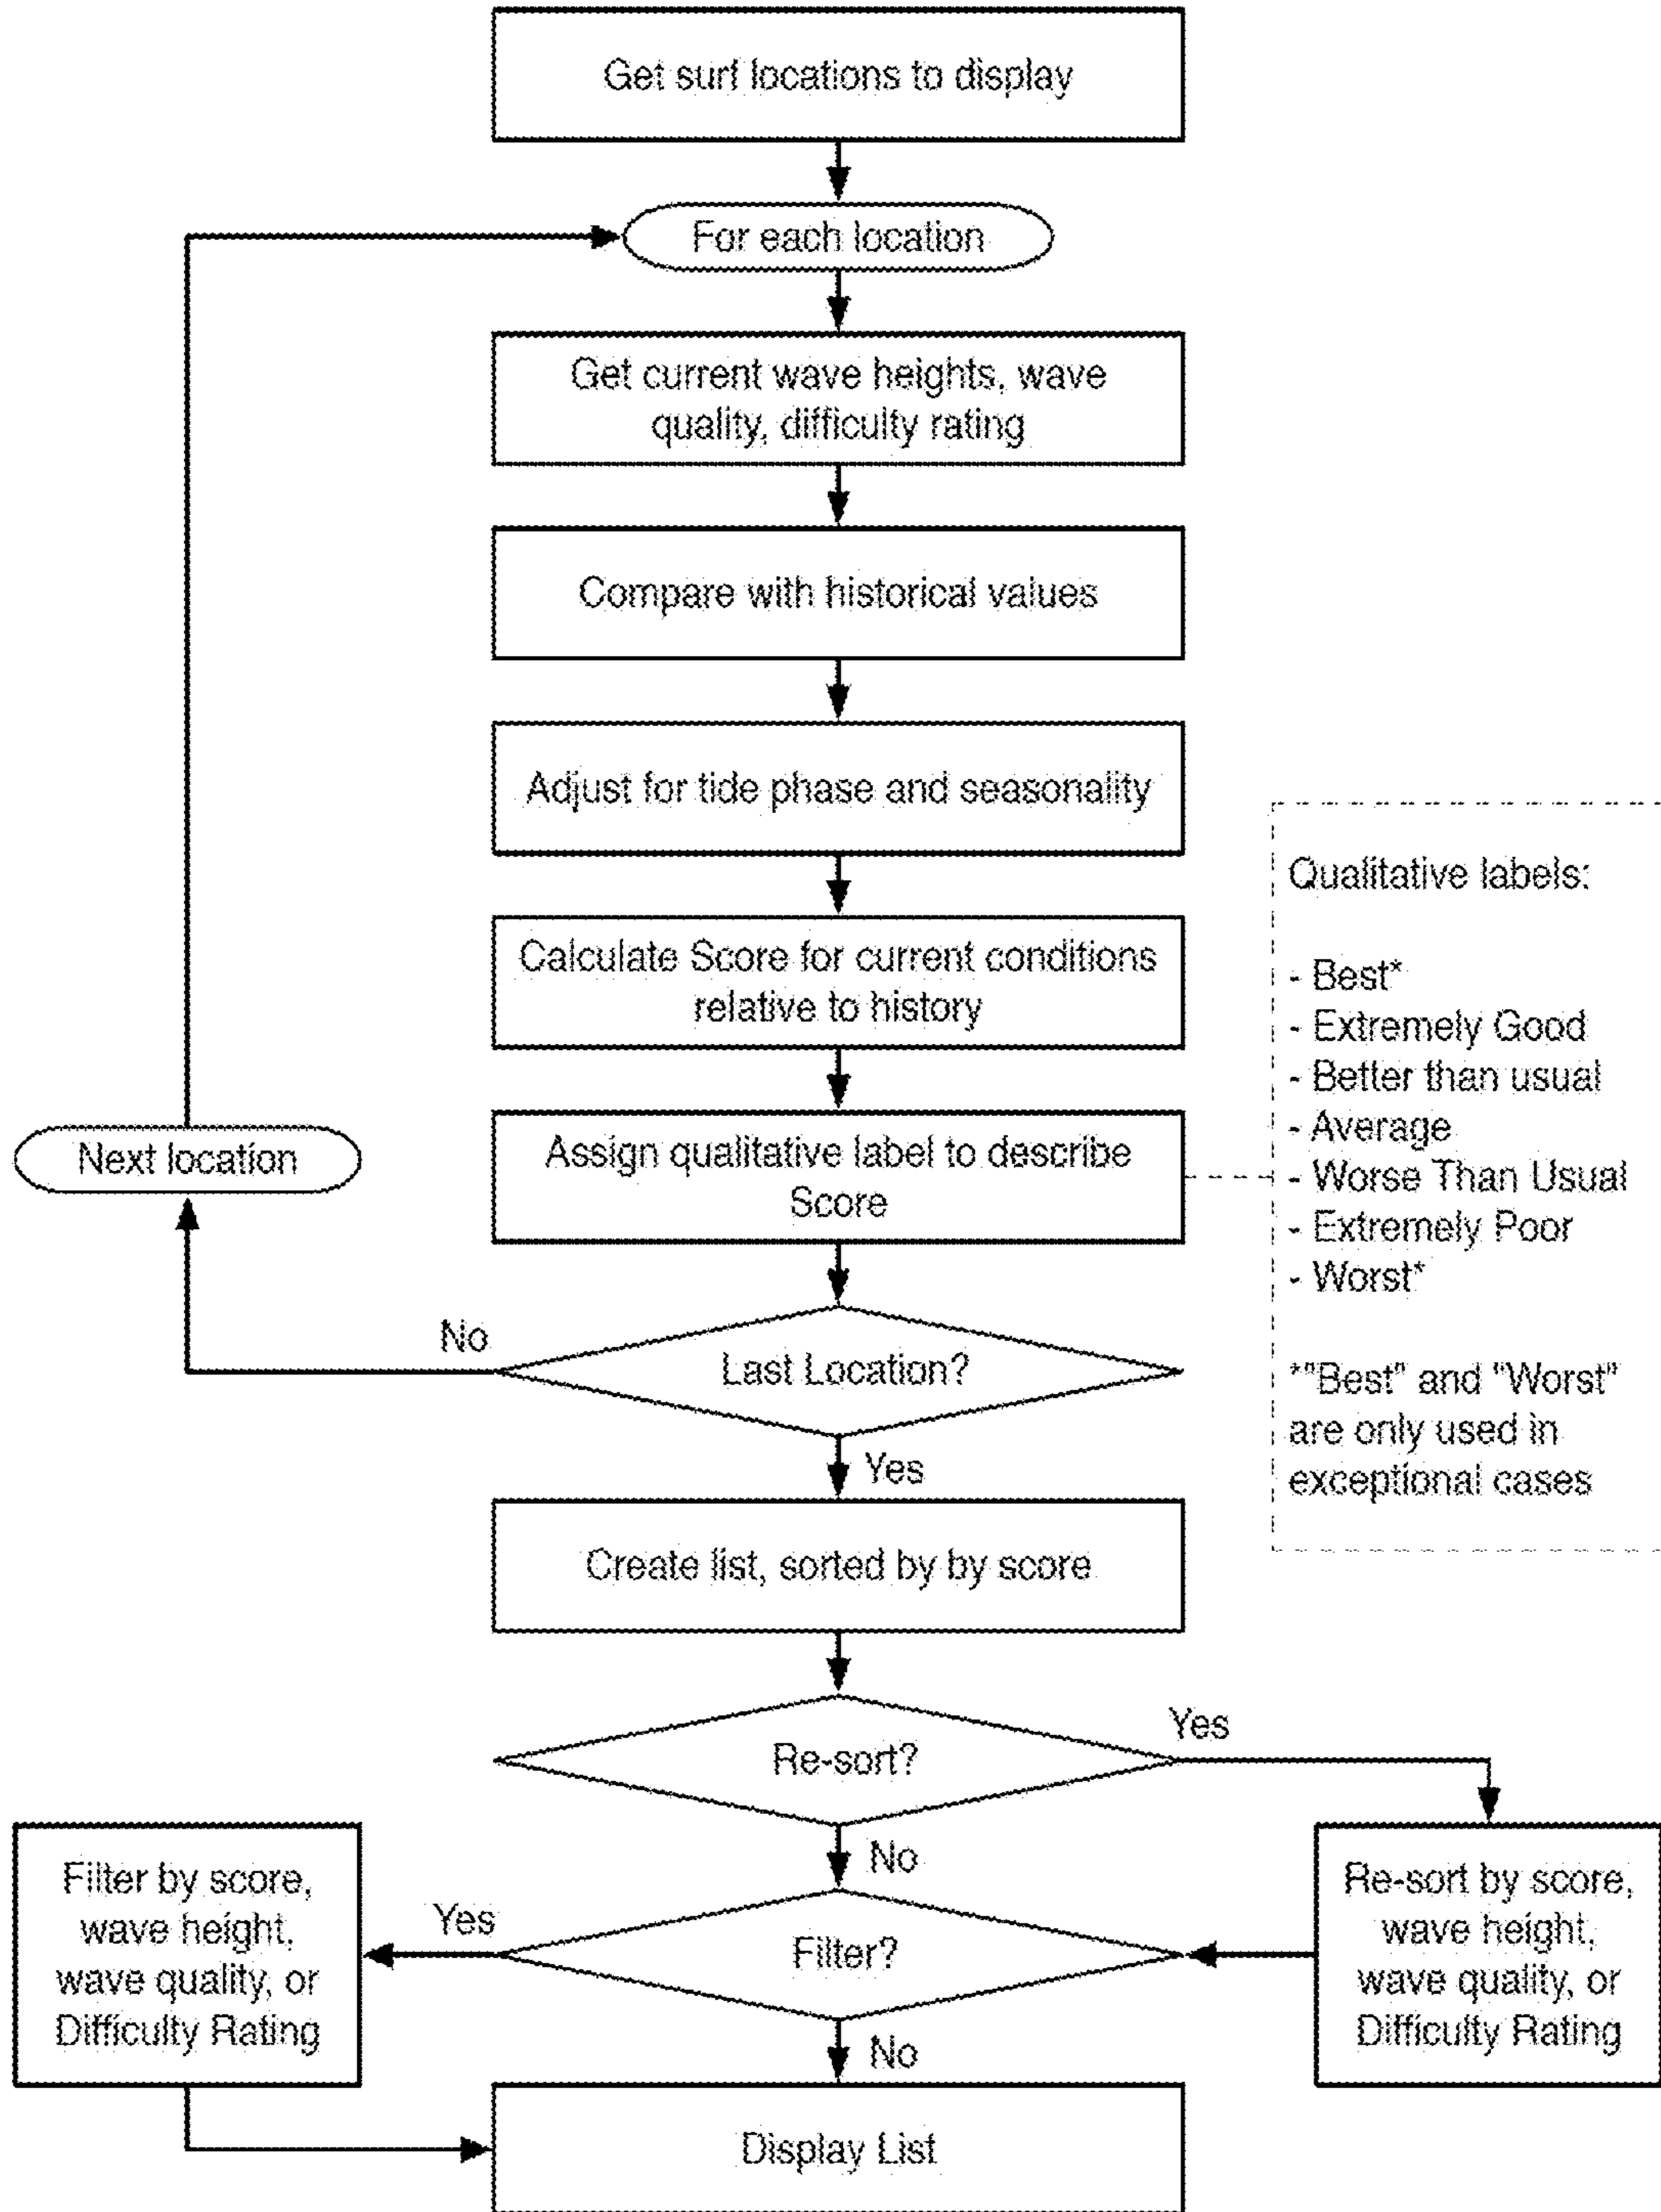 Get surf locations to display
For each location
Get current wave heights, wave
quality, difficulty rating
Compare with historical values
Adjust for tide phase and seasonality
Calculate Score for current conditions
relative to history
Assign qualitative label to describe
Score
Qualitative labels:
- Best*
- Extremely Good
- Better than usual
- Average
- Worse Than Usual
- Extremely Poor
- Worst*
*"Best" and "Worst"
are only used in
exceptional cases
Next location
No
Last Location?
Yes
Create list, sorted by by score
Re-sort?
Yes
No
Re-sort by score,
wave height,
wave quality, or
Difficulty Rating
Filter?
Yes
Filter by score,
wave height,
wave quality, or
Difficulty Rating
No
Display List